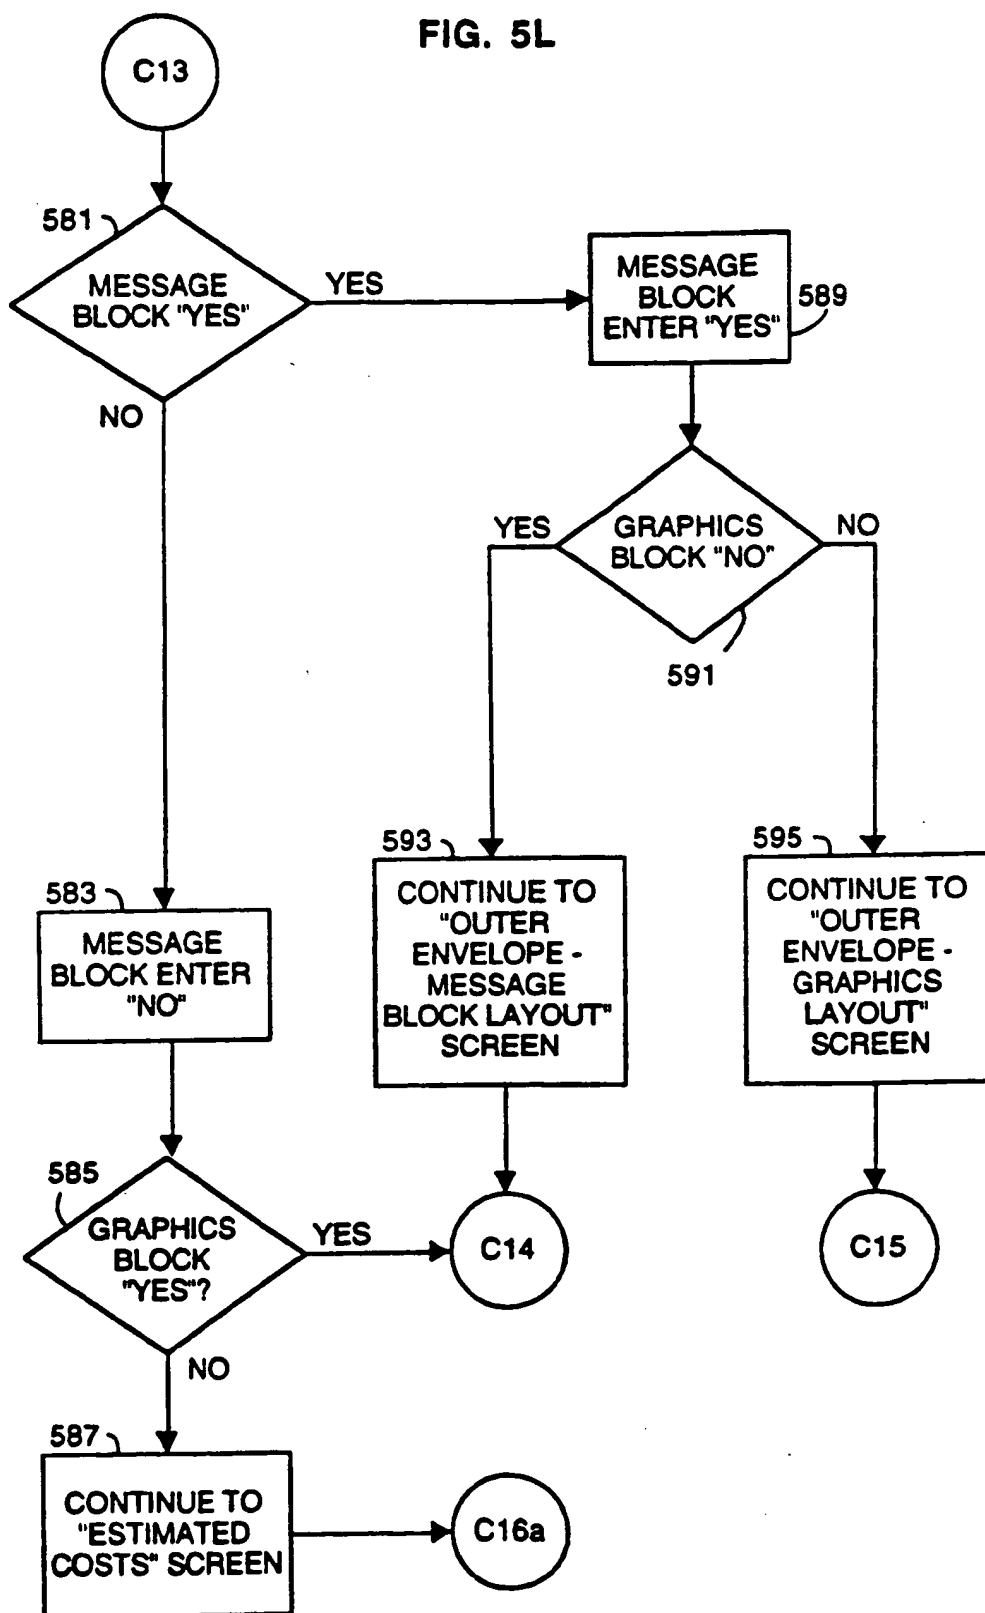 FIG. 5L
C13
581
MESSAGE
BLOCK "YES"
YES
NO
MESSAGE
BLOCK
ENTER "YES"
589
GRAPHICS
BLOCK "NO"
YES
NO
591
593
CONTINUE TO
"OUTER
ENVELOPE -
MESSAGE
BLOCK LAYOUT"
SCREEN
595
CONTINUE TO
"OUTER
ENVELOPE -
GRAPHICS
LAYOUT"
SCREEN
583
MESSAGE
BLOCK ENTER
"NO"
585
GRAPHICS
BLOCK
"YES"?
YES
NO
C14
C15
587
CONTINUE TO
"ESTIMATED
COSTS" SCREEN
C16a